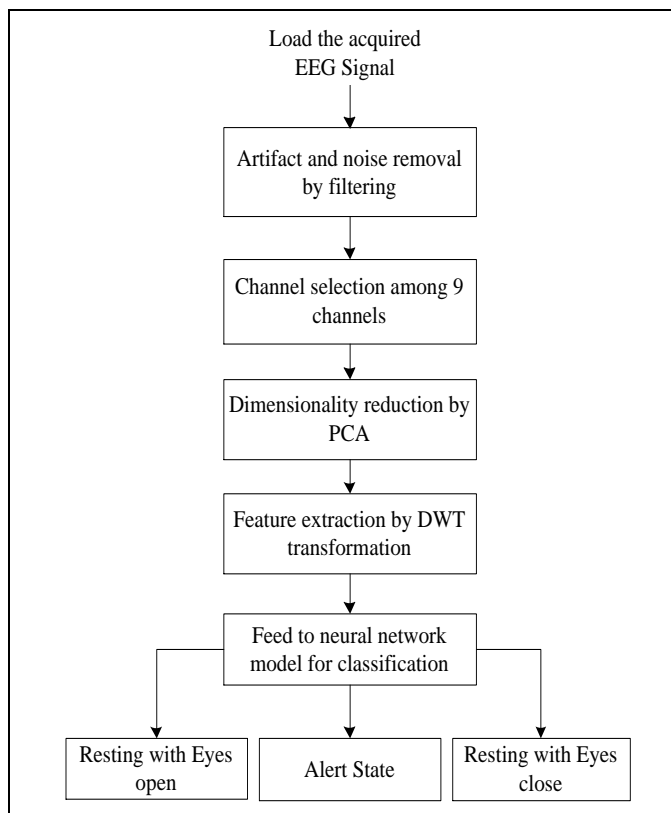 Load the acquired
EEG Signal
Artifact and noise removal
by filtering
Channel selection among 9
channels
Dimensionality reduction by
PCA
Feature extraction by DWT
transformation
Feed to neural network
model for classification
Resting with Eyes
open
Alert State
Resting with Eyes
close